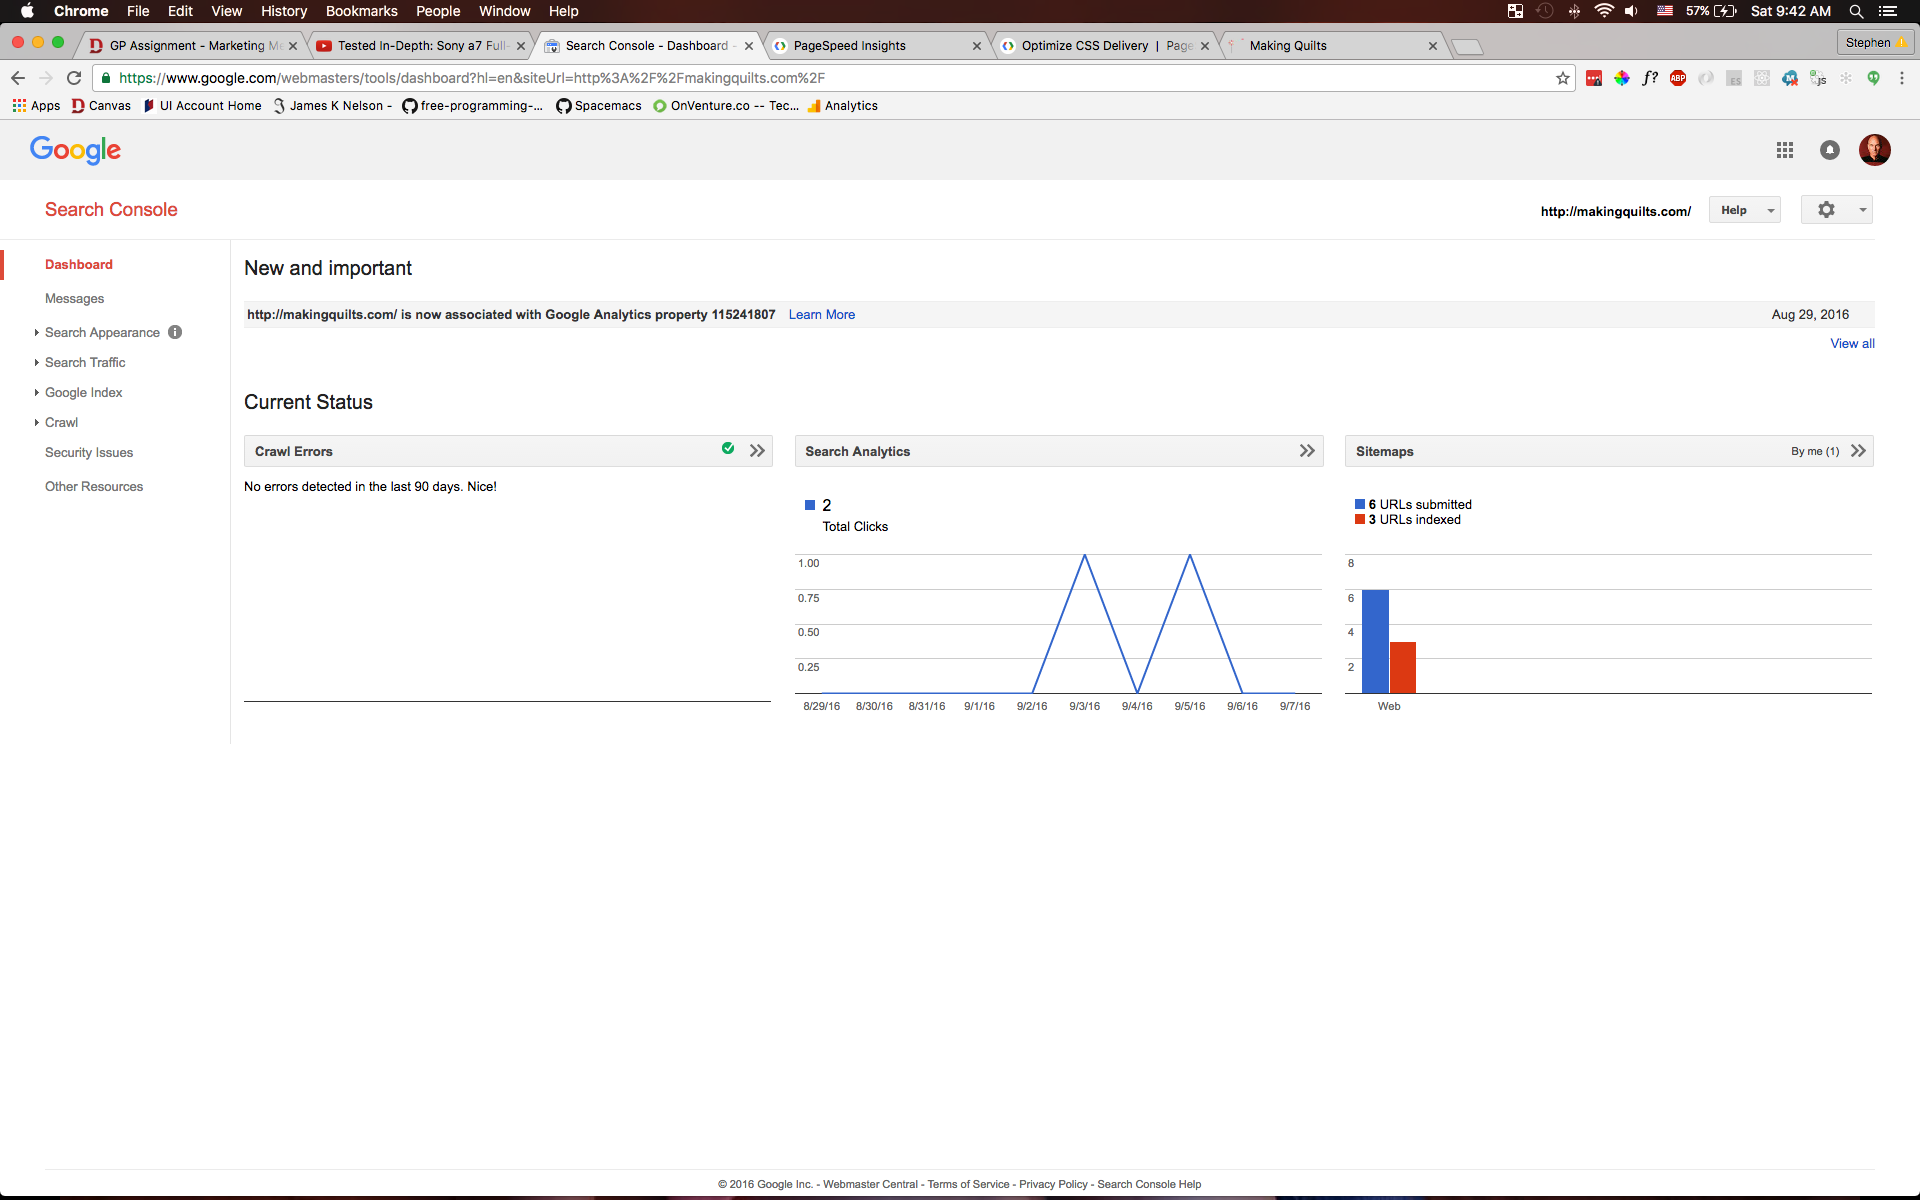 Chrome File Edit View History Bookmarks People Window Help 57% Sat 9:42 AM
GP Assignment - Marketing Me Tested In-Depth: Sony a7 Full- Search Console - Dashboard - PageSpeed Insights Optimize CSS Delivery | Page Making Quilts Stephen
https://www.google.com/webmasters/tools/dashboard?hl=en&siteUrl=http%3A%2F%2Fmakingquilts.com%2F f? ABP ES js
Apps Canvas UI Account Home James K Nelson - free-programming-... Spacemacs OnVenture.co -- Tec... Analytics
Google
Search Console http://makingquilts.com/ Help
Dashboard
Messages
Search Appearance
Search Traffic
Google Index
Crawl
Security Issues
Other Resources
New and important
http://makingquilts.com/ is now associated with Google Analytics property 115241807 Learn More Aug 29, 2016
View all
Current Status
Crawl Errors
No errors detected in the last 90 days. Nice!
Search Analytics
2
Total Clicks
1.00
0.75
0.50
0.25
8/29/16 8/30/16 8/31/16 9/1/16 9/2/16 9/3/16 9/4/16 9/5/16 9/6/16 9/7/16
Sitemaps By me (1)
6 URLs submitted
3 URLs indexed
8
6
4
2
Web
© 2016 Google Inc. - Webmaster Central - Terms of Service - Privacy Policy - Search Console Help